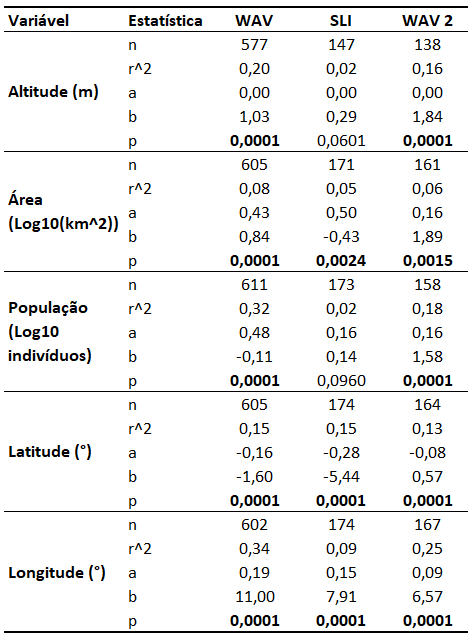 Variável Estatística WAV SLI WAV 2
Altitude (m)
n 577 147 138
r^2 0,20 0,02 0,16
a 0,00 0,00 0,00
b 1,03 0,29 1,84
p 0,0001 0,0601 0,0001
Área
(Log10(km^2))
n 605 171 161
r^2 0,08 0,05 0,06
a 0,43 0,50 0,16
b 0,84 -0,43 1,89
p 0,0001 0,0024 0,0015
População
(Log10
indivíduos)
n 611 173 158
r^2 0,32 0,02 0,18
a 0,48 0,16 0,16
b -0,11 0,14 1,58
p 0,0001 0,0960 0,0001
Latitude (°)
n 605 174 164
r^2 0,15 0,15 0,13
a -0,16 -0,28 -0,08
b -1,60 -5,44 0,57
p 0,0001 0,0001 0,0001
Longitude (°)
n 602 174 167
r^2 0,34 0,09 0,25
a 0,19 0,15 0,09
b 11,00 7,91 6,57
p 0,0001 0,0001 0,0001